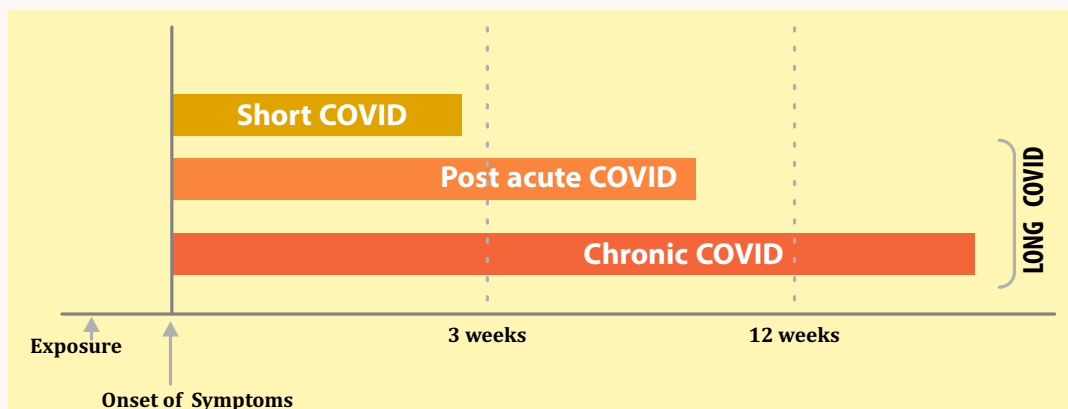 Short COVID
Post acute COVID
Chronic COVID
LONG COVID
3 weeks
12 weeks
Exposure
Onset of Symptoms